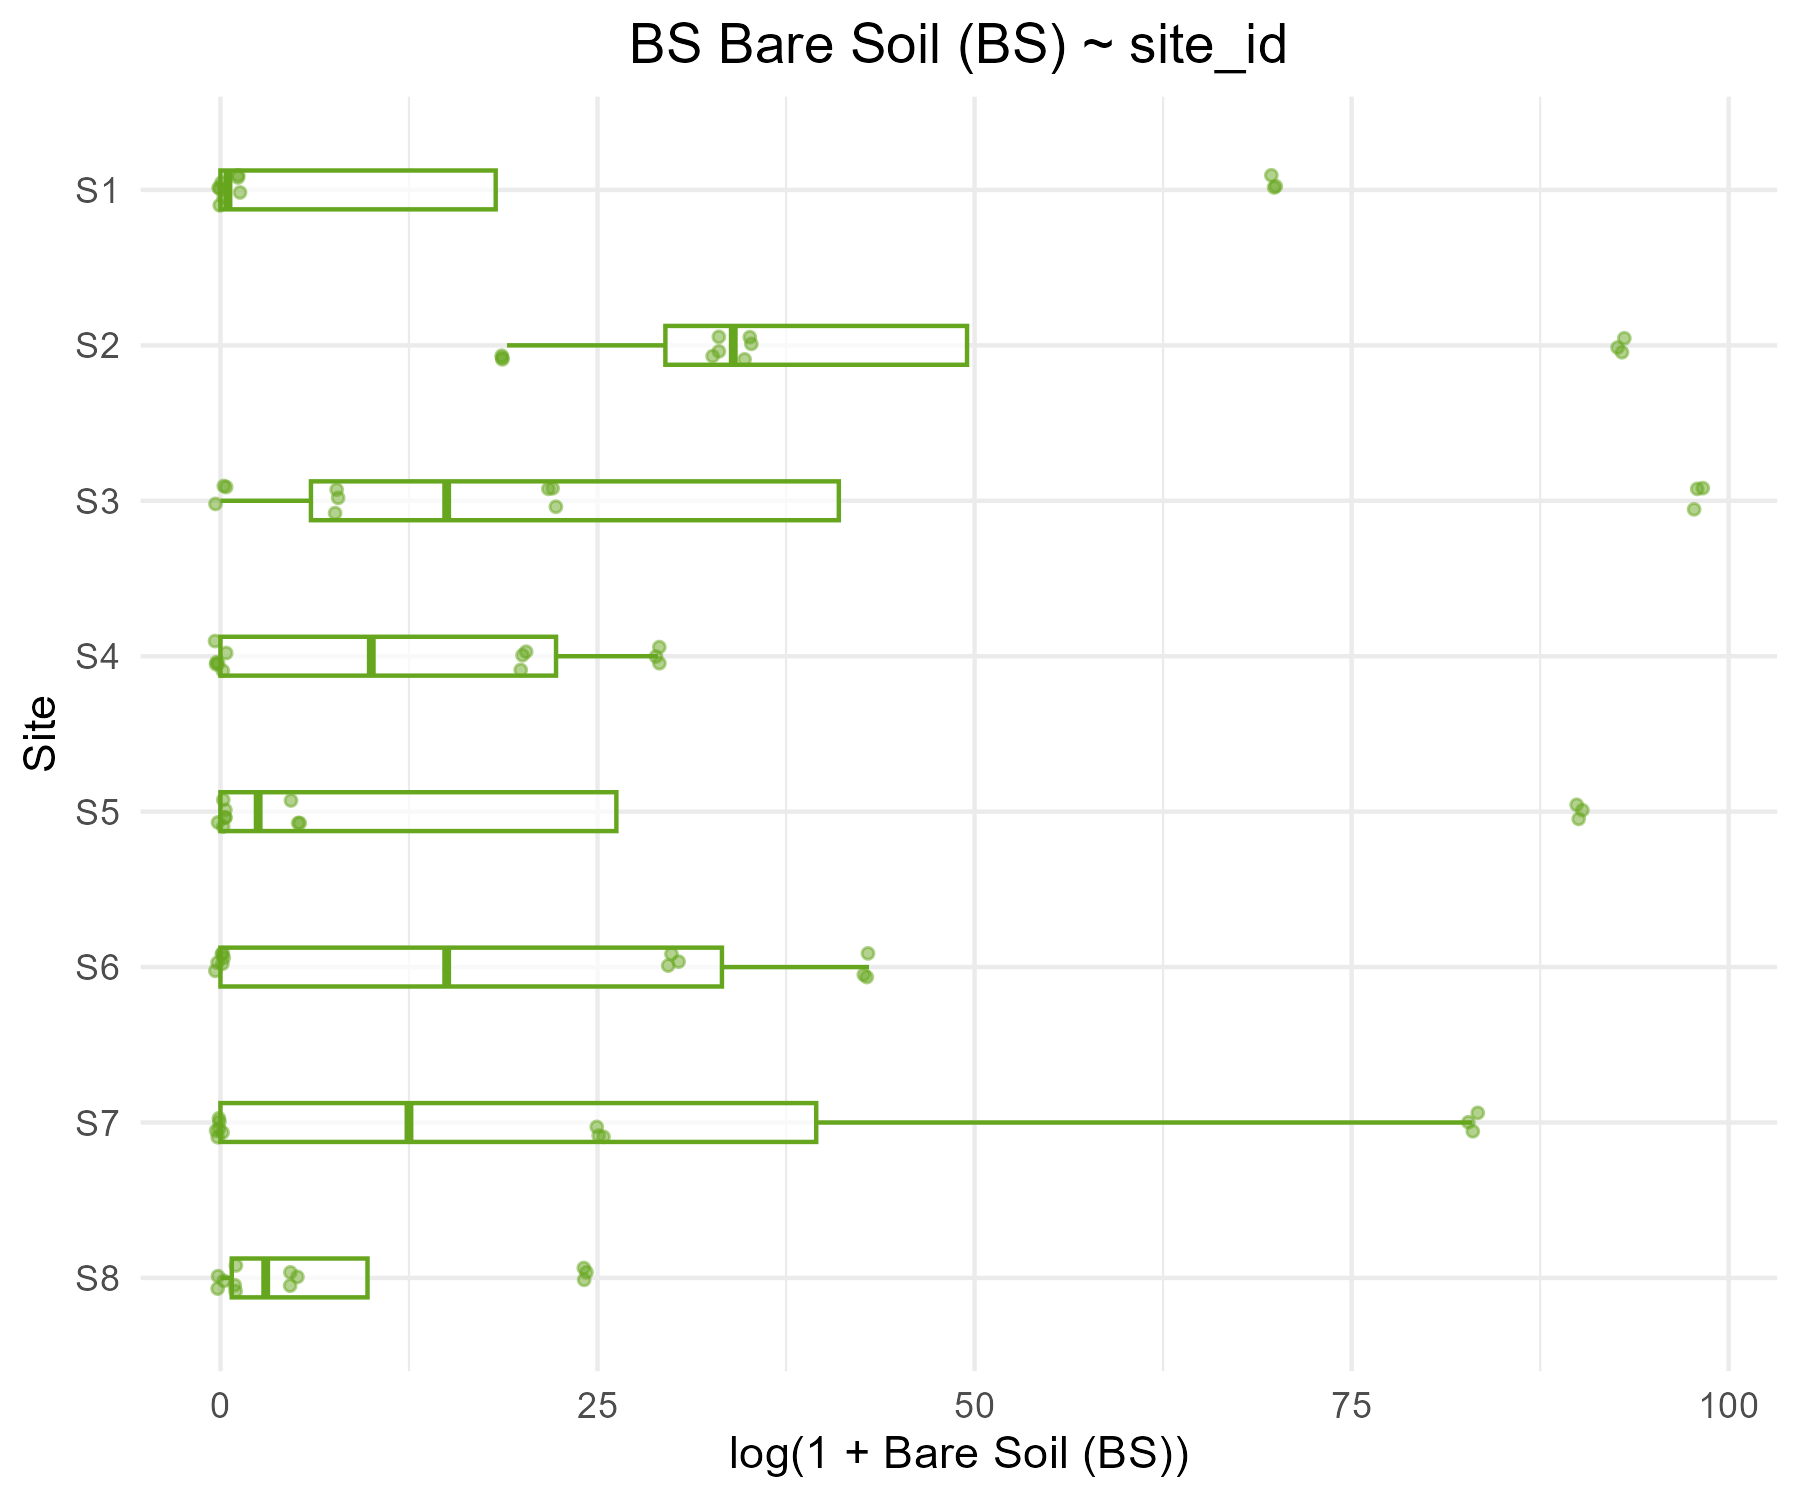 BS Bare Soil (BS) ~ site_id
S1
S2
S3
S4
S5
S6
S7
S8
Site
0 25 50 75 100
log(1 + Bare Soil (BS))